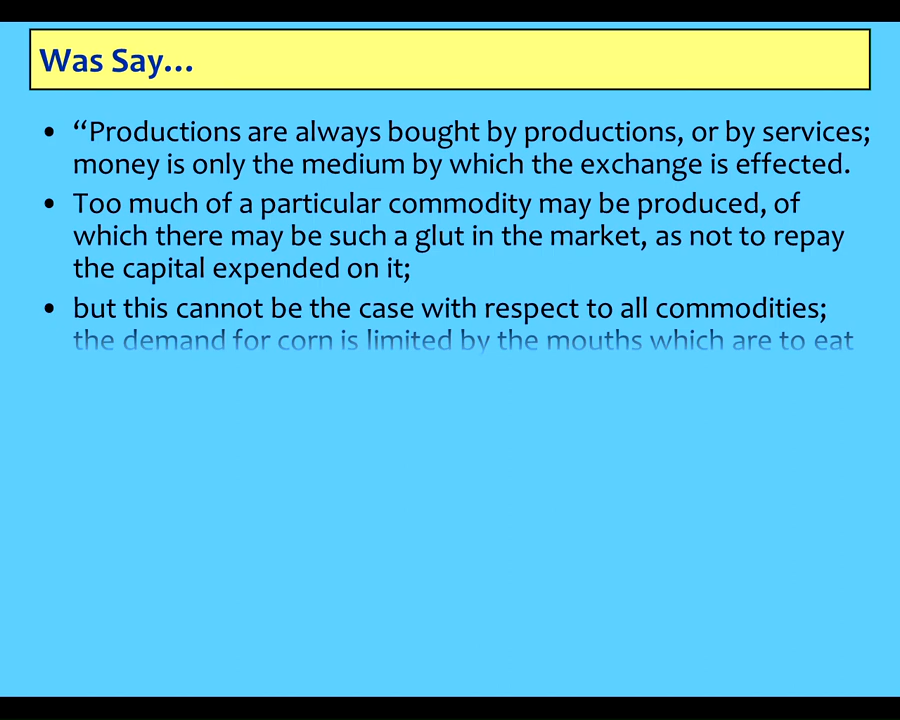 Was Say…
• “Productions are always bought by productions, or by services;
money is only the medium by which the exchange is effected.
• Too much of a particular commodity may be produced, of
which there may be such a glut in the market, as not to repay
the capital expended on it;
• but this cannot be the case with respect to all commodities;
the demand for corn is limited by the mouths which are to eat